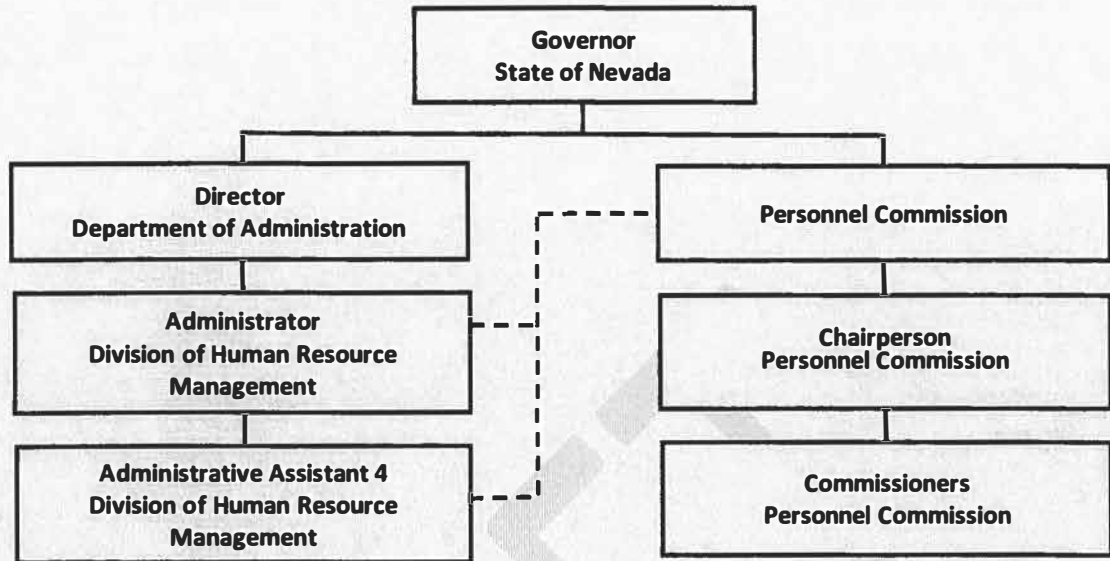 Governor
State of Nevada
Director
Department of Administration
Personnel Commission
Administrator
Division of Human Resource
Management
Chairperson
Personnel Commission
Administrative Assistant 4
Division of Human Resource
Management
Commissioners
Personnel Commission